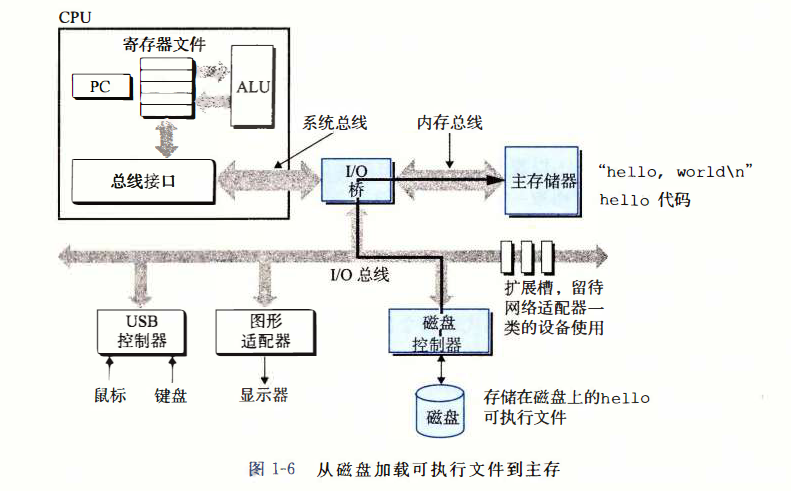 CPU
寄存器文件
PC
ALU
系统总线
内存总线
总线接口
I/O
桥
主存储器
“hello, world\n”
hello 代码
I/O 总线
扩展槽，留待
网络适配器一
类的设备使用
USB
控制器
图形
适配器
磁盘
控制器
鼠标
键盘
显示器
磁盘
存储在磁盘上的hello
可执行文件
图 1-6 从磁盘加载可执行文件到主存